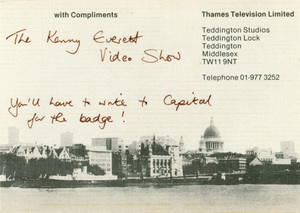 with Compliments
Thames Television Limited
Teddington Studios
Teddington Lock
Teddington
Middlesex
TW11 9NT
Telephone 01-977 3252
The Kenny Everett
Video Show
You'll have to write to Capital
for the badge!